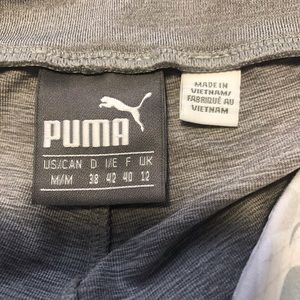 PUMA
US/CAN D I/E F UK
M/M 38 42 40 12
MADE IN
VIETNAM/
FABRIQUÉ AU
VIETNAM